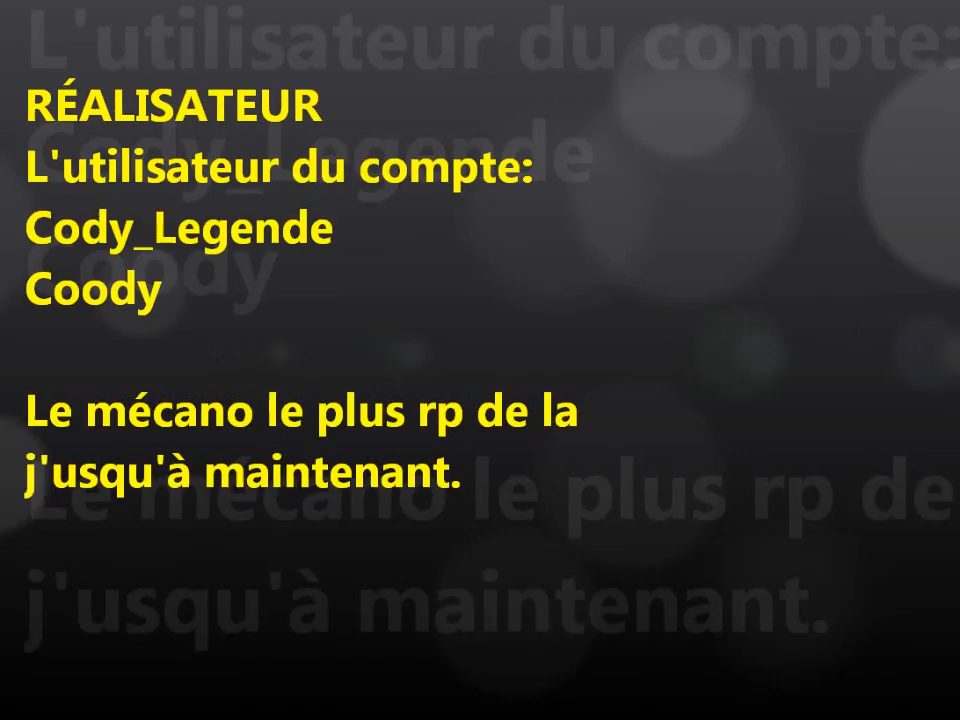 RÉALISATEUR
L'utilisateur du compte:
Cody_Legende
Coody
Le mécano le plus rp de la
j'usqu'à maintenant.